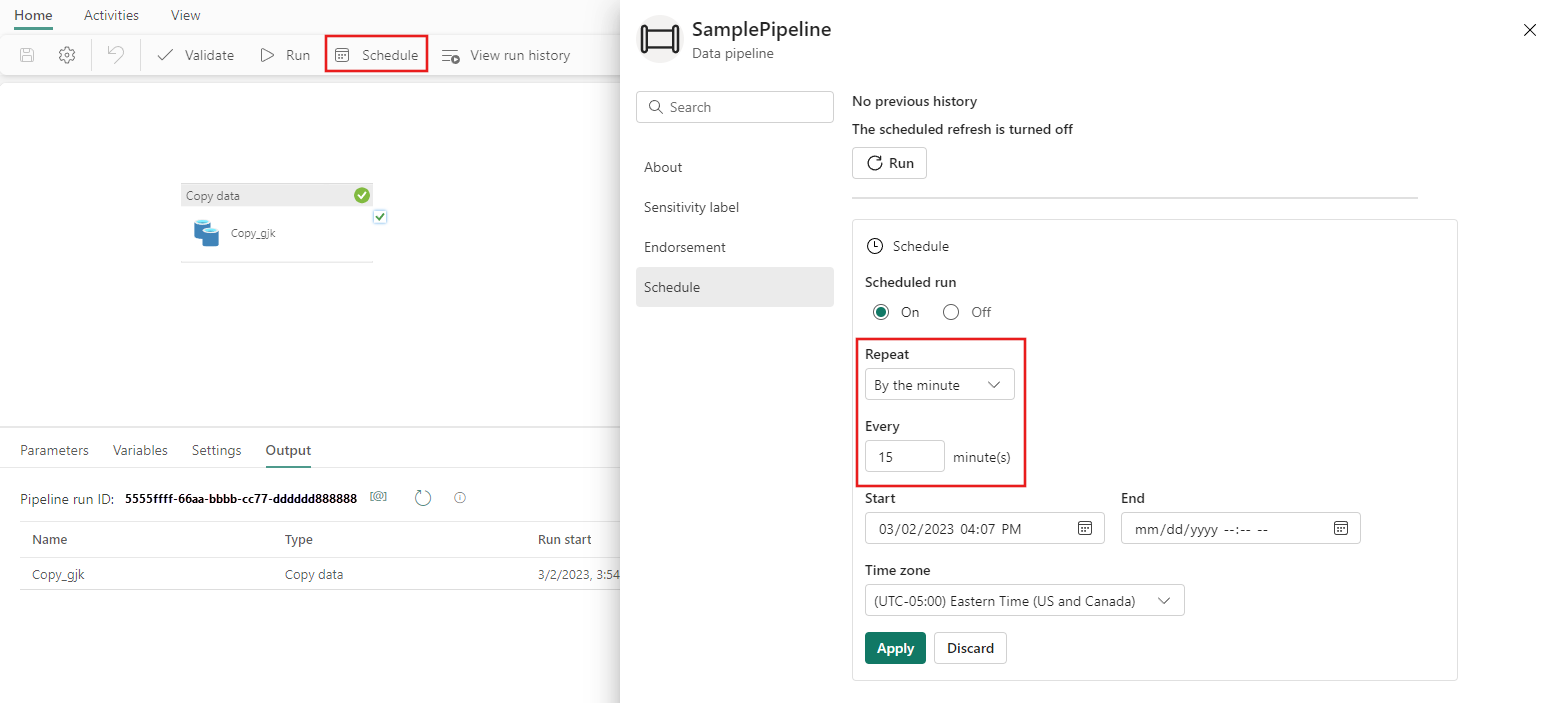 Home Activities View
Validate Run Schedule View run history
Copy data
Copy_gjk
Parameters Variables Settings Output
Pipeline run ID: 5555ffff-66aa-bbbb-cc77-dddddd888888 [@]
Name Type Run start
Copy_gjk Copy data 3/2/2023, 3:54
SamplePipeline
Data pipeline
Search
About
Sensitivity label
Endorsement
Schedule
No previous history
The scheduled refresh is turned off
Run
Schedule
Scheduled run
On Off
Repeat
By the minute
Every
15 minute(s)
Start End
03/02/2023 04:07 PM mm/dd/yyyy --:-- --
Time zone
(UTC-05:00) Eastern Time (US and Canada)
Apply Discard